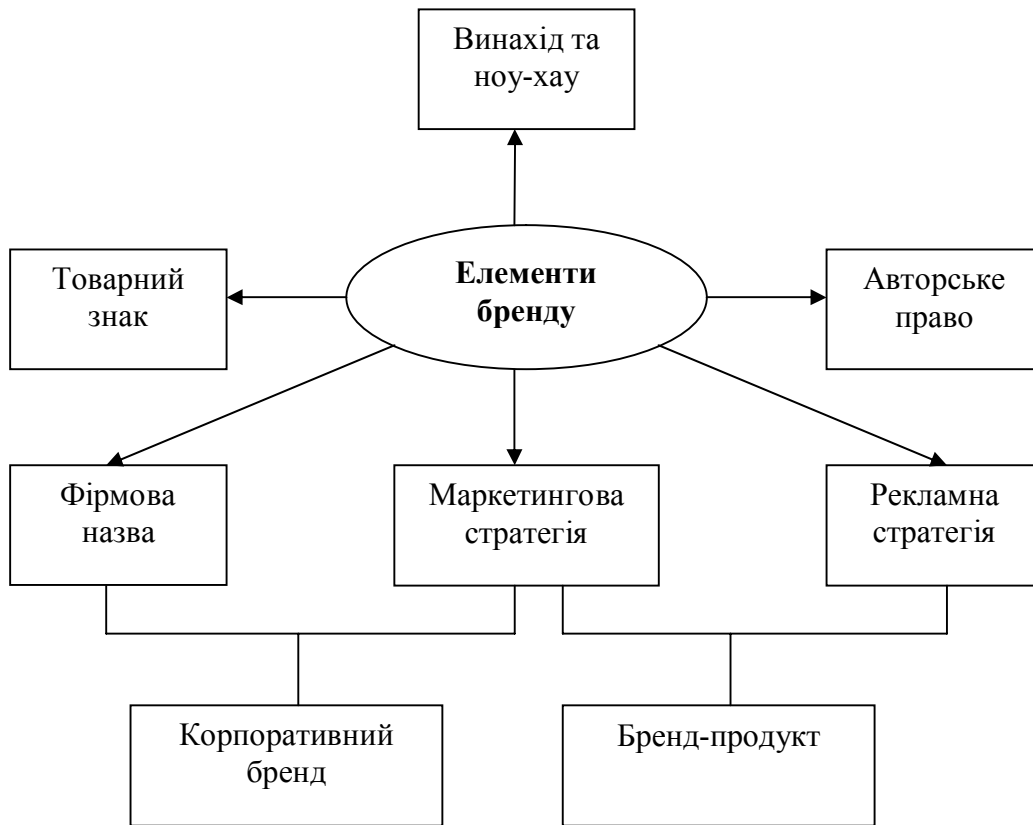 Винахід та
ноу-хау
Товарний
знак
Елементи
бренду
Авторське
право
Фірмова
назва
Маркетингова
стратегія
Рекламна
стратегія
Корпоративний
бренд
Бренд-продукт